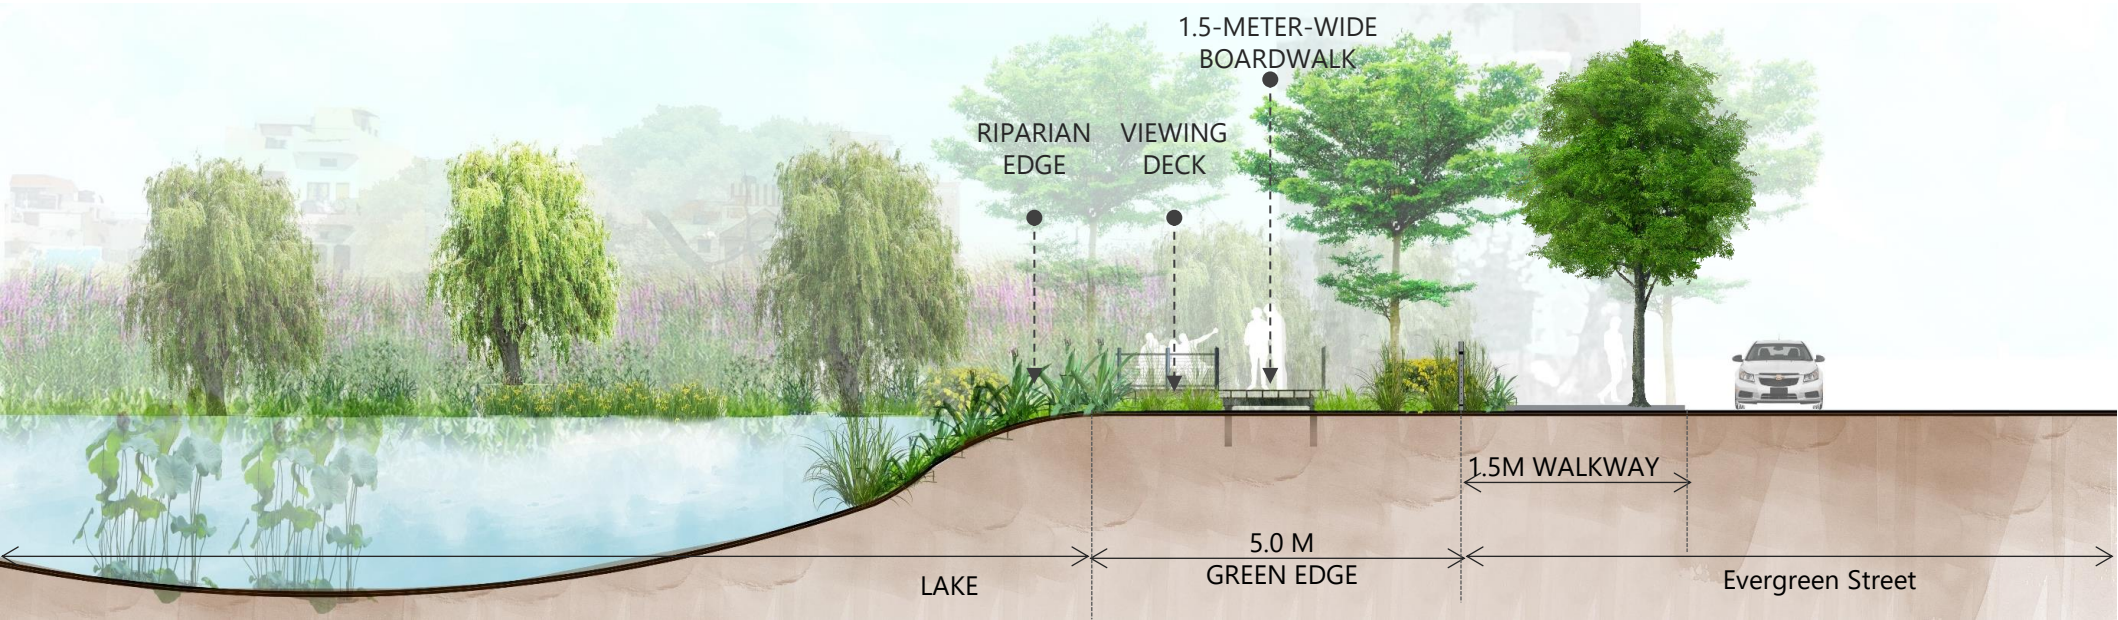 1.5-METER-WIDE
BOARDWALK
RIPARIAN
EDGE
VIEWING
DECK
1.5M WALKWAY
5.0 M
GREEN EDGE
LAKE
Evergreen Street